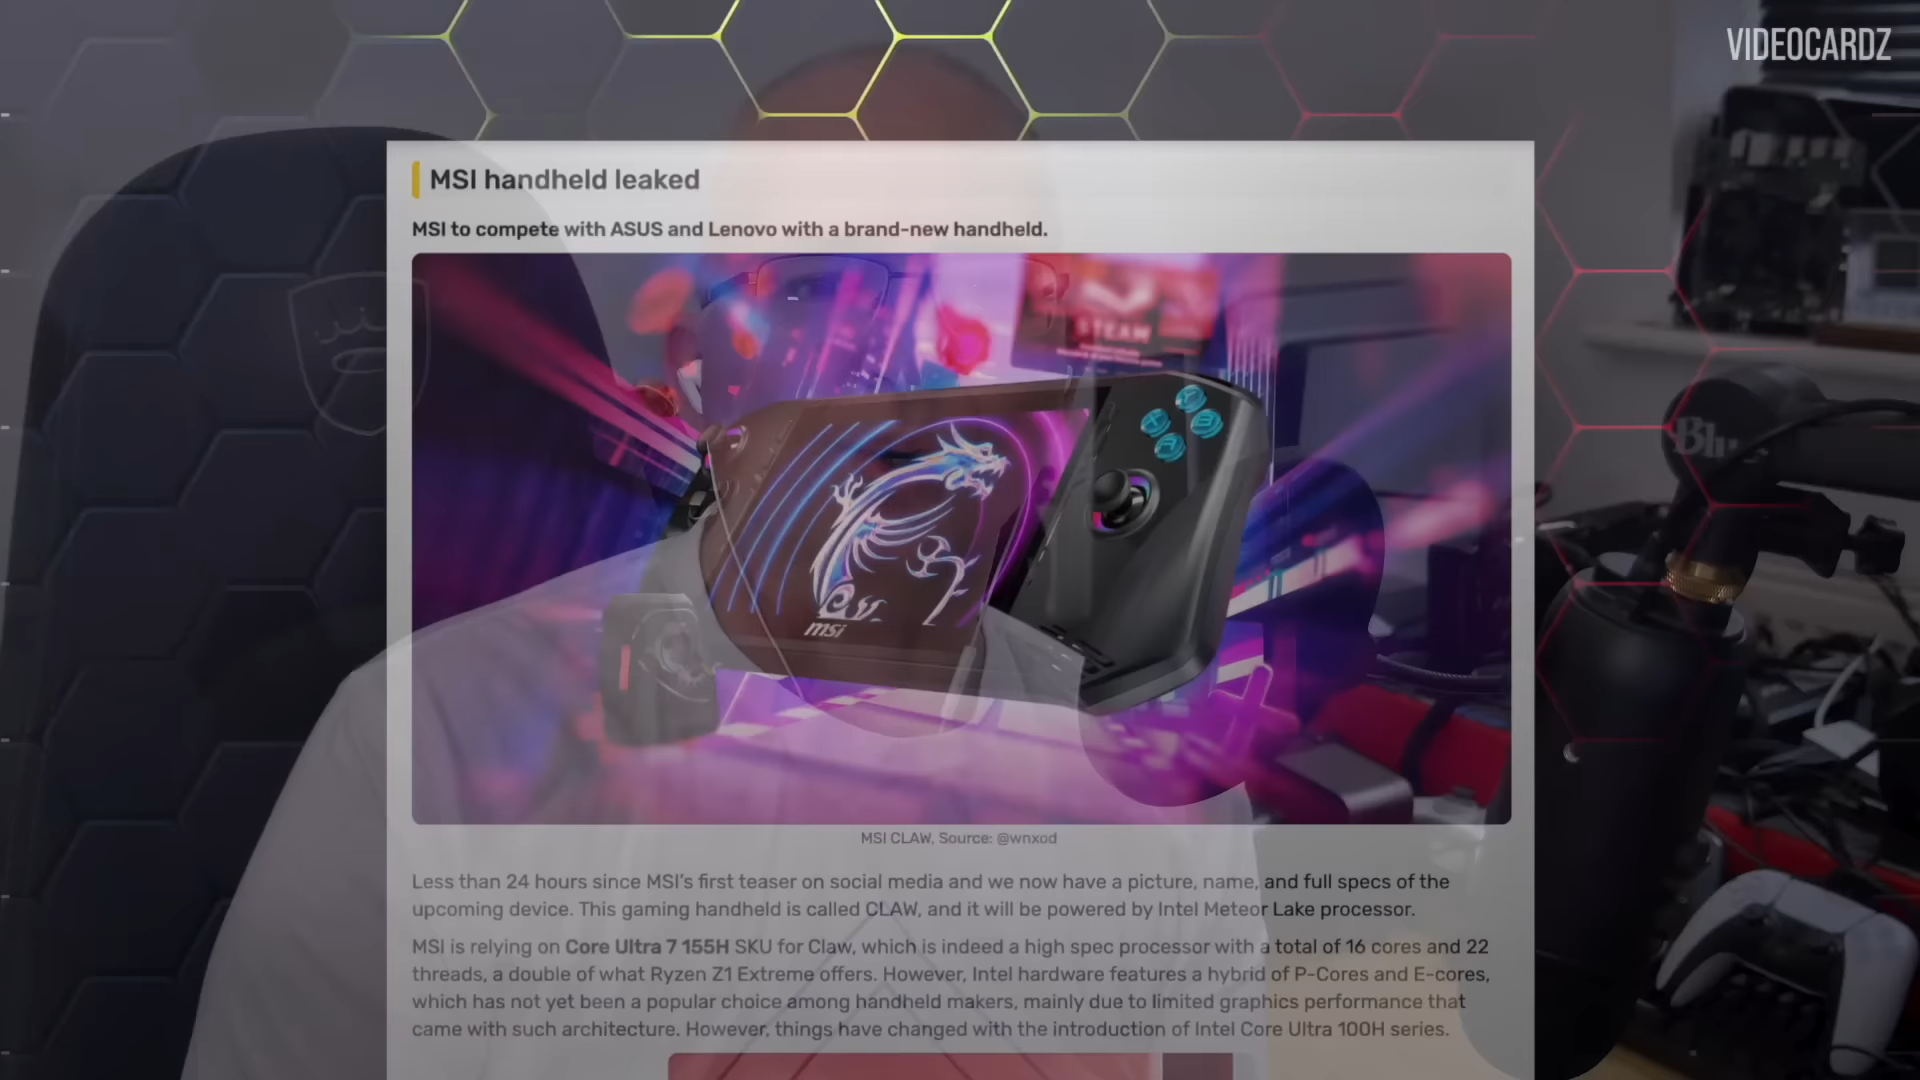 VIDEOCARDZ
MSI handheld leaked
MSI to compete with ASUS and Lenovo with a brand-new handheld.
STEAM
msi
MSI CLAW, Source: @wnxod
Less than 24 hours since MSI's first teaser on social media and we now have a picture, name, and full specs of the
upcoming device. This gaming handheld is called CLAW, and it will be powered by Intel Meteor Lake processor.
MSI is relying on Core Ultra 7 155H SKU for Claw, which is indeed a high spec processor with a total of 16 cores and 22
threads, a double of what Ryzen Z1 Extreme offers. However, Intel hardware features a hybrid of P-Cores and E-cores,
which has not yet been a popular choice among handheld makers, mainly due to limited graphics performance that
came with such architecture. However, things have changed with the introduction of Intel Core Ultra 100H series.